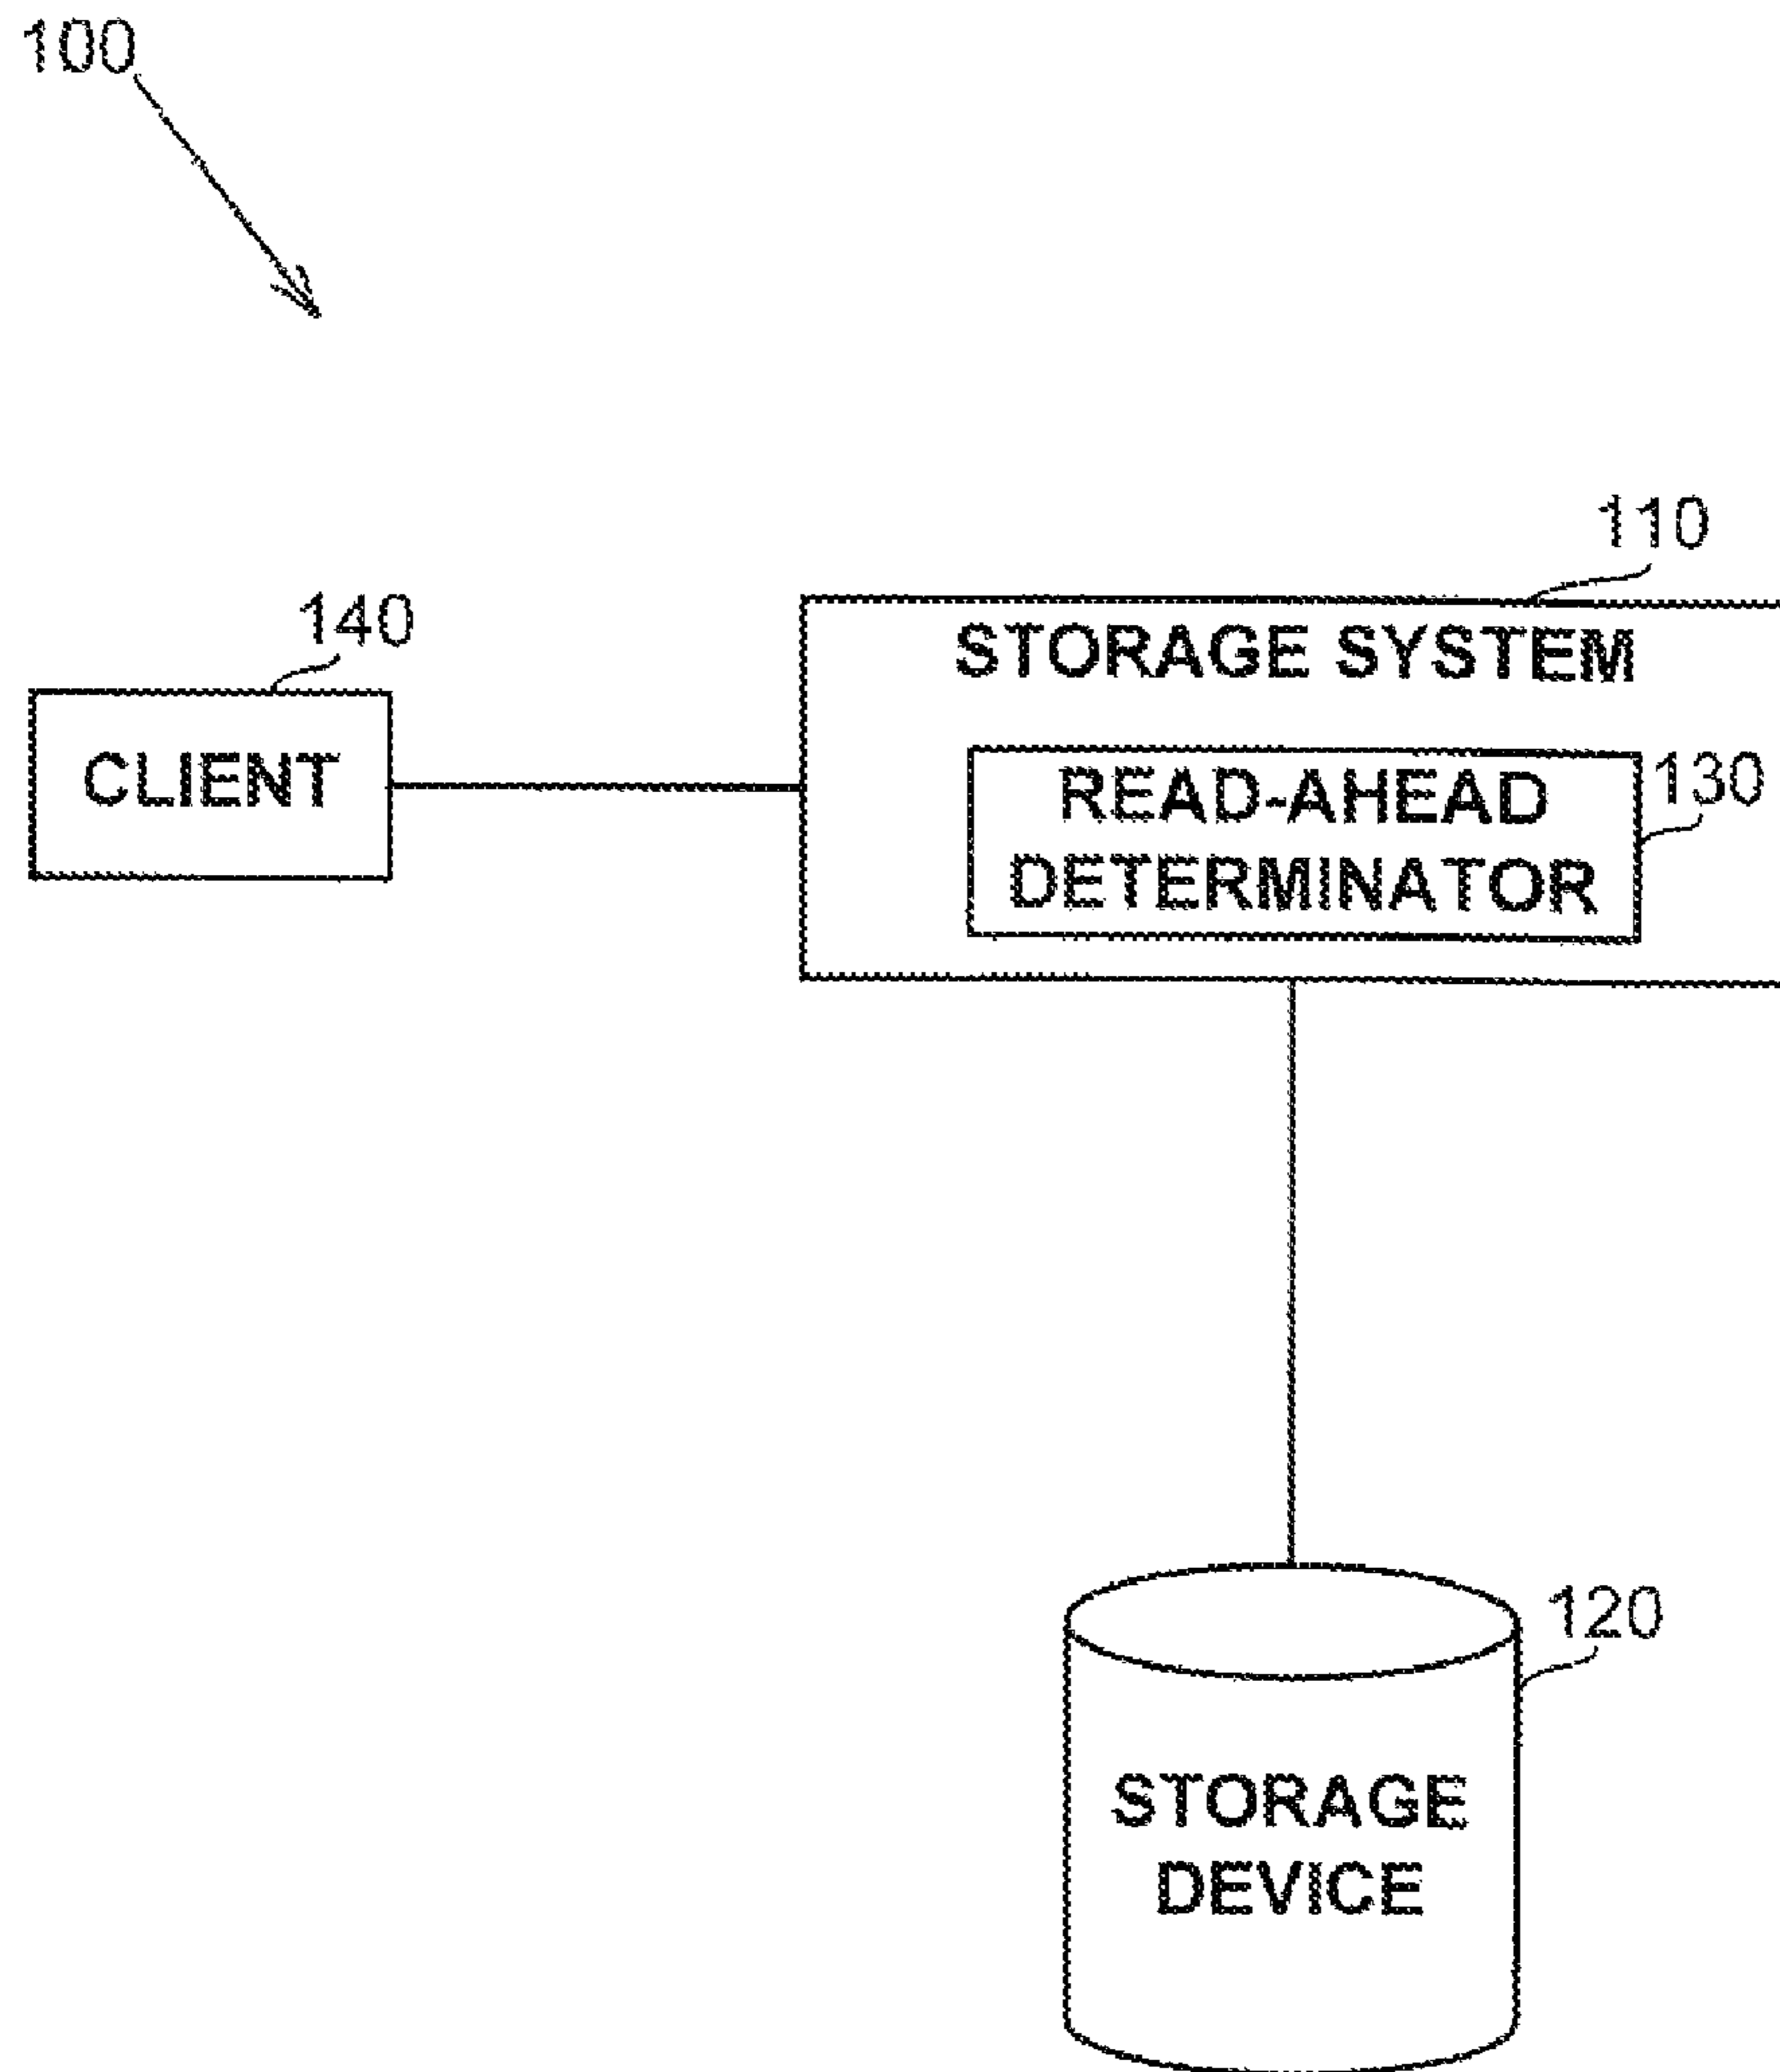 100
110
140
STORAGE SYSTEM
CLIENT
READ-AHEAD
130
DETERMINATOR
120
STORAGE
DEVICE